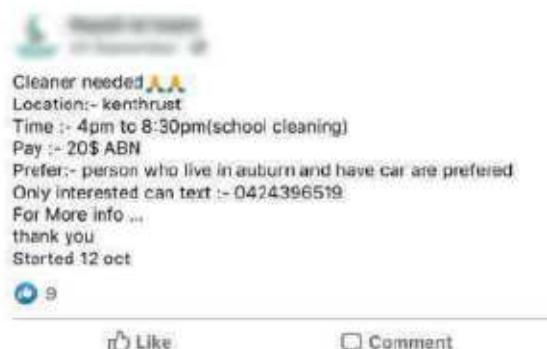 Cleaner needed🙏🙏
Location:- kenthrust
Time :- 4pm to 8:30pm(school cleaning)
Pay :- 20$ ABN
Prefer:- person who live in auburn and have car are prefered
Only interested can text :- 0424396519
For More info ...
thank you
Started 12 oct
9
Like Comment